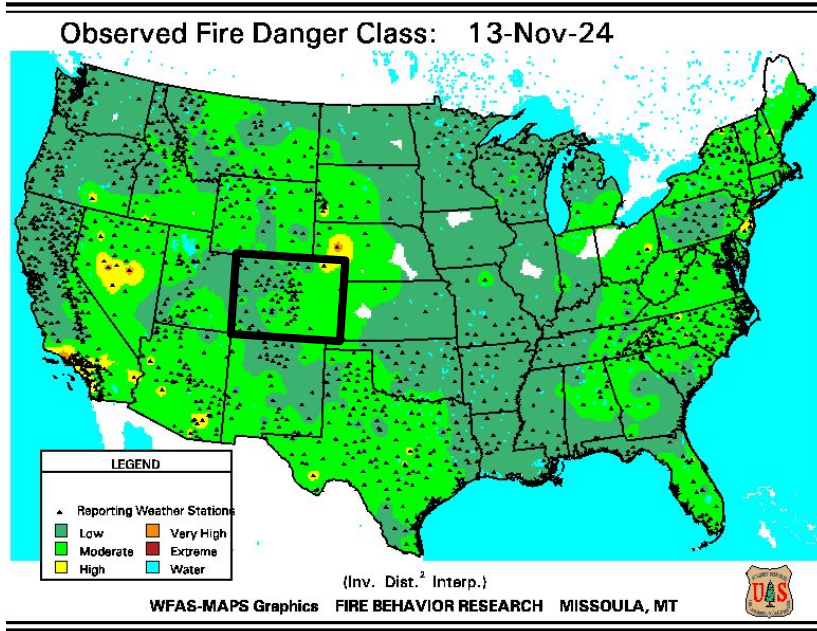 Observed Fire Danger Class: 13-Nov-24
LEGEND
Reporting Weather Stations
Low
Very High
Moderate
Extreme
High
Water
(Inv. Dist.² Interp.)
WFAS-MAPS Graphics FIRE BEHAVIOR RESEARCH MISSOULA, MT
U S